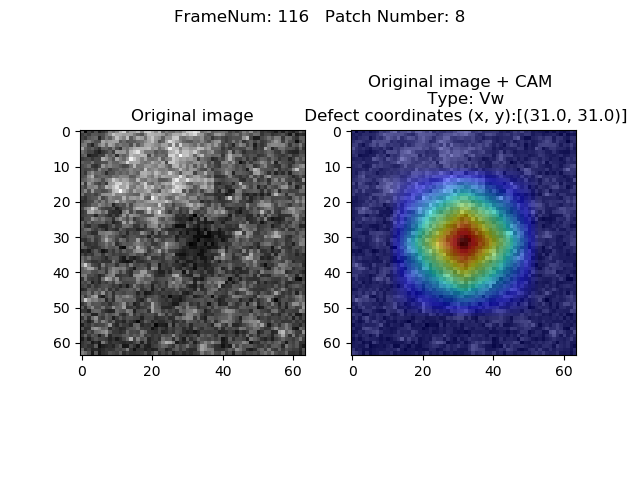 FrameNum: 116   Patch Number: 8
Original image
0
10
20
30
40
50
60
0 20 40 60
Original image + CAM
Type: Vw
Defect coordinates (x, y):[(31.0, 31.0)]
0
10
20
30
40
50
60
0 20 40 60